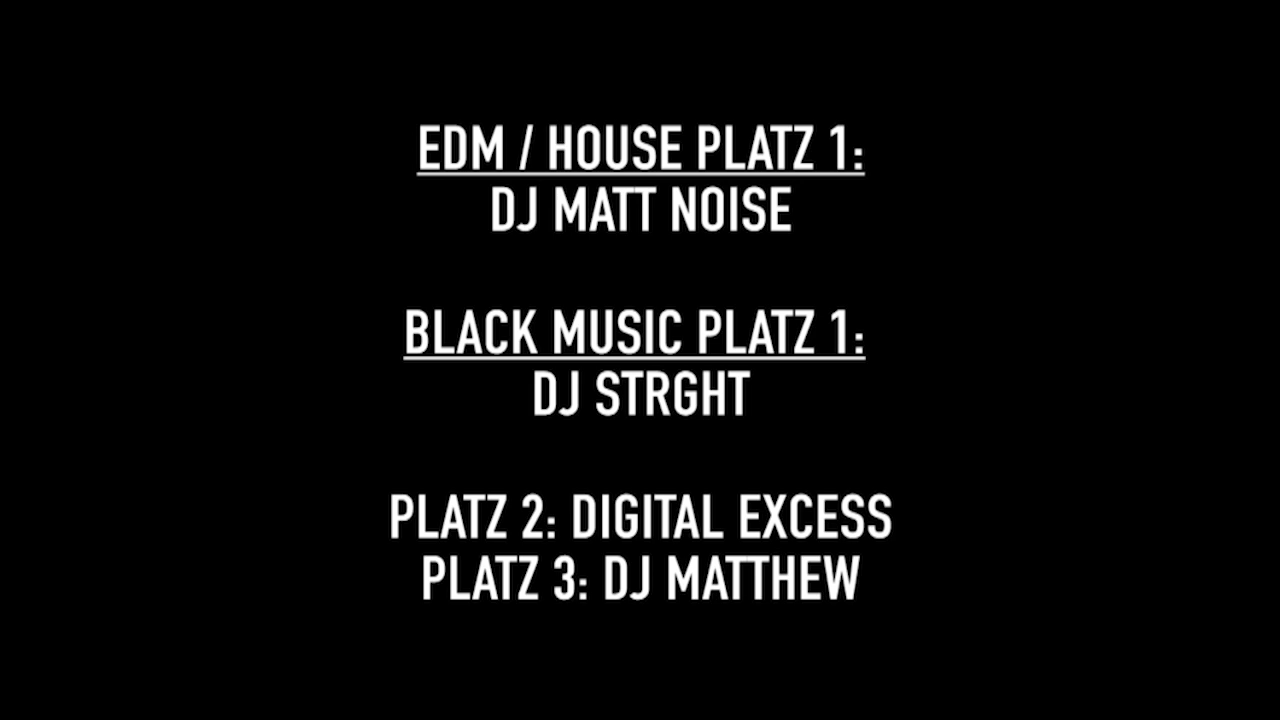 EDM / HOUSE PLATZ 1:
DJ MATT NOISE
BLACK MUSIC PLATZ 1:
DJ STRGHT
PLATZ 2: DIGITAL EXCESS
PLATZ 3: DJ MATTHEW